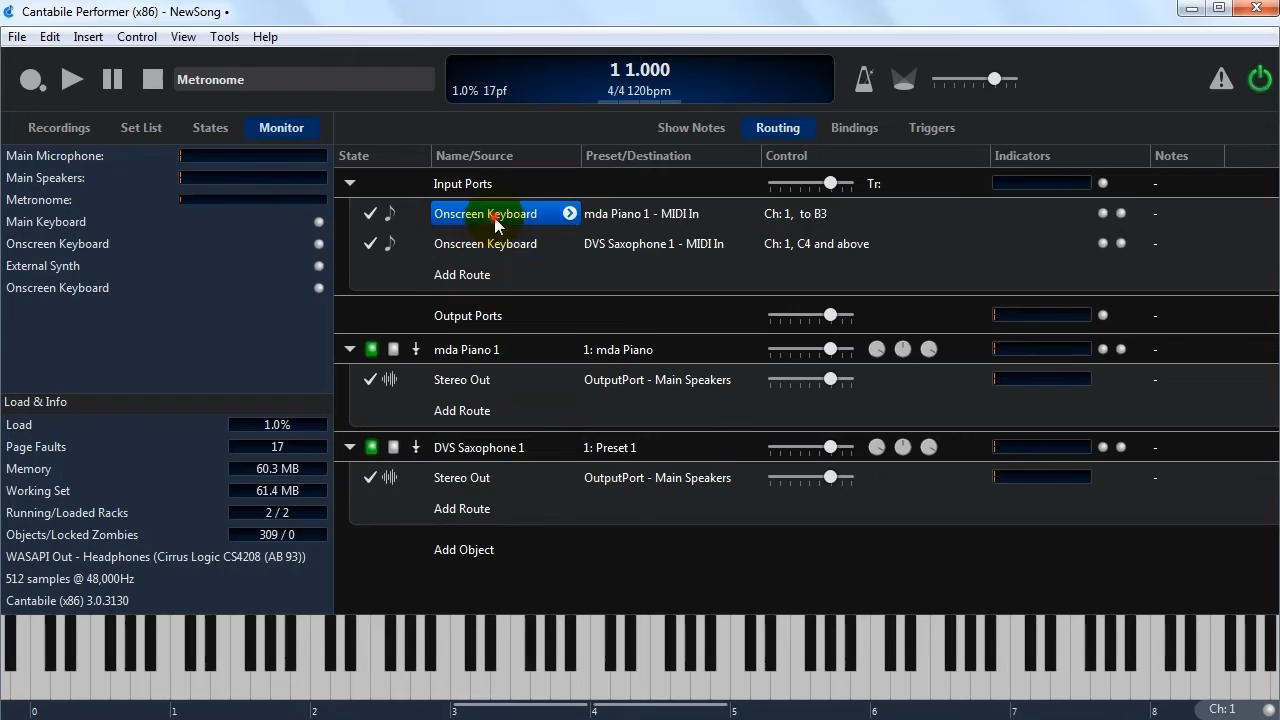 Cantabile Performer (x86) - NewSong •
File Edit Insert Control View Tools Help
Metronome
1 1.000
1.0% 17pf 4/4 120bpm
Recordings Set List States Monitor
Show Notes Routing Bindings Triggers
Main Microphone:
Main Speakers:
Metronome:
Main Keyboard
Onscreen Keyboard
External Synth
Onscreen Keyboard
Load & Info
Load 1.0%
Page Faults 17
Memory 60.3 MB
Working Set 61.4 MB
Running/Loaded Racks 2 / 2
Objects/Locked Zombies 309 / 0
WASAPI Out - Headphones (Cirrus Logic CS4208 (AB 93))
512 samples @ 48,000Hz
Cantabile (x86) 3.0.3130
State Name/Source Preset/Destination Control Indicators Notes
Input Ports Tr: -
Onscreen Keyboard mda Piano 1 - MIDI In Ch: 1, to B3 -
Onscreen Keyboard DVS Saxophone 1 - MIDI In Ch: 1, C4 and above -
Add Route
Output Ports -
mda Piano 1 1: mda Piano -
Stereo Out OutputPort - Main Speakers -
Add Route
DVS Saxophone 1 1: Preset 1 -
Stereo Out OutputPort - Main Speakers -
Add Route
Add Object
0 1 2 3 4 5 6 7 8 Ch: 1